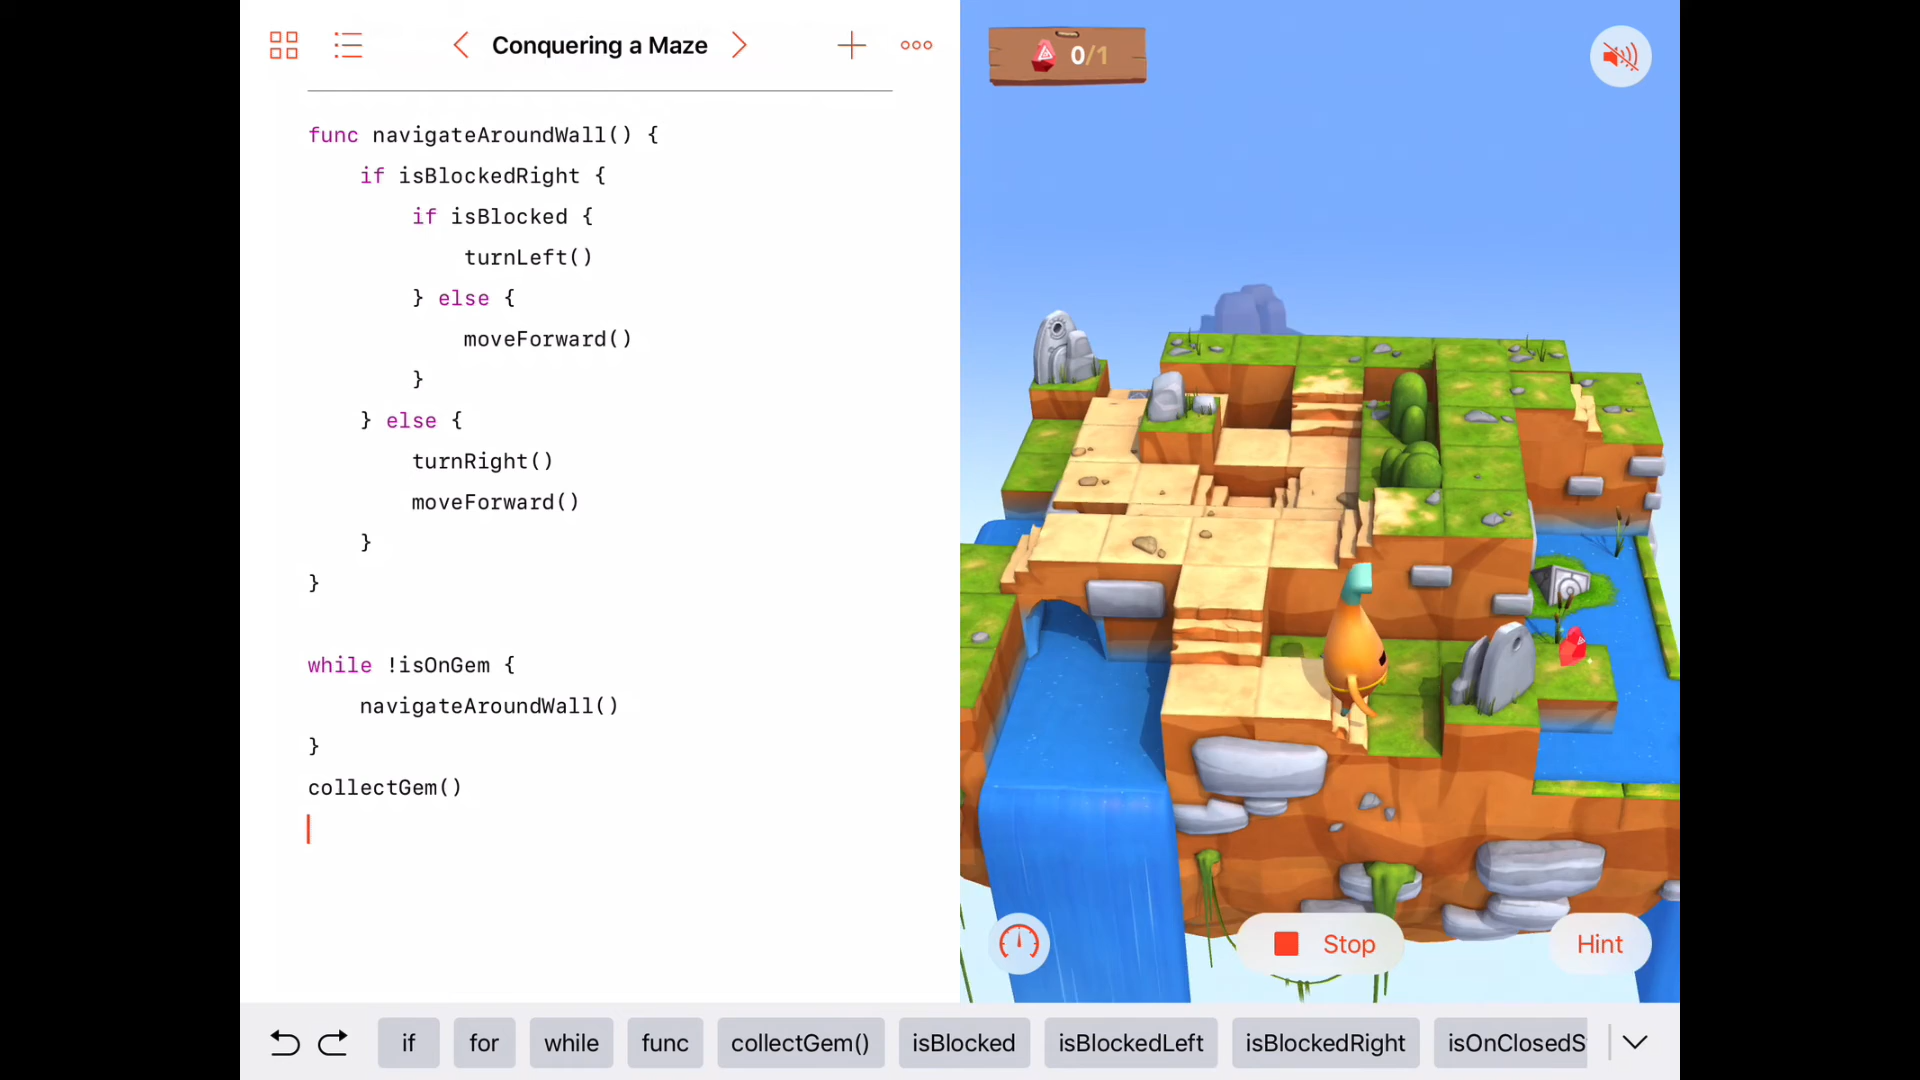 Conquering a Maze
0/1
func navigateAroundWall() {
if isBlockedRight {
if isBlocked {
turnLeft()
} else {
moveForward()
}
} else {
turnRight()
moveForward()
}
}
while !isOnGem {
navigateAroundWall()
}
collectGem()
Stop
Hint
if
for
while
func
collectGem()
isBlocked
isBlockedLeft
isBlockedRight
isOnClosedS